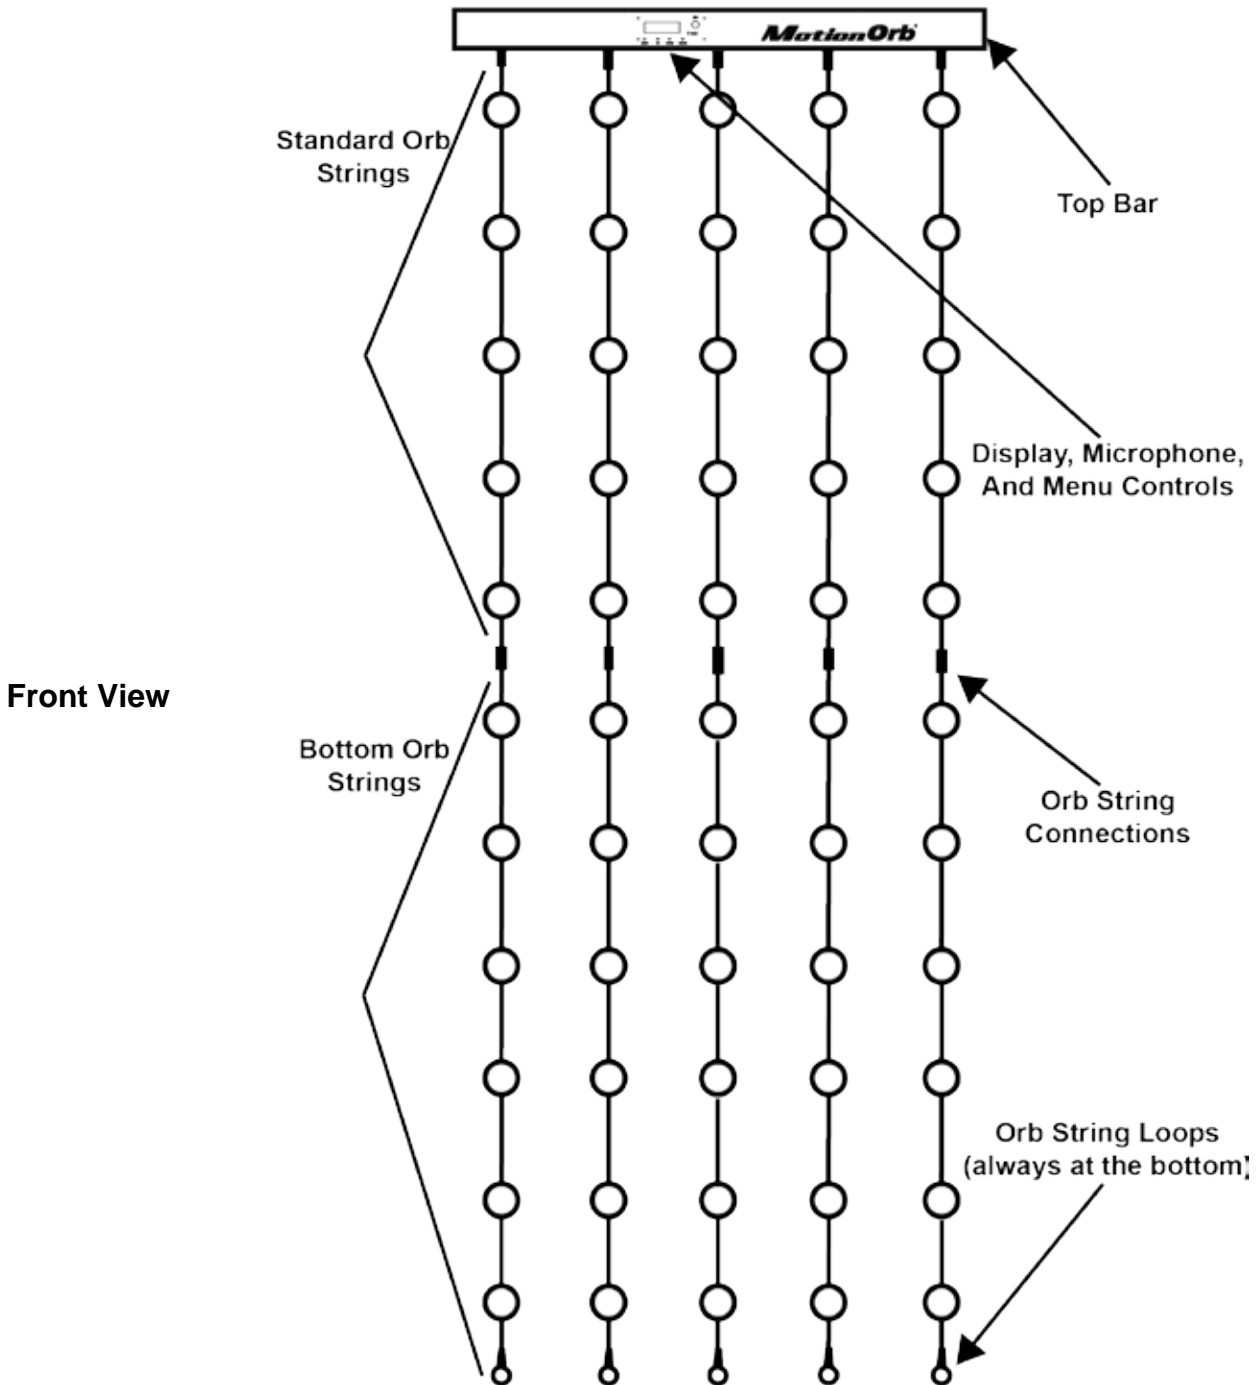 MotionOrb
Standard Orb
Strings
Top Bar
Display, Microphone,
And Menu Controls
Front View
Bottom Orb
Strings
Orb String
Connections
Orb String Loops
(always at the bottom)